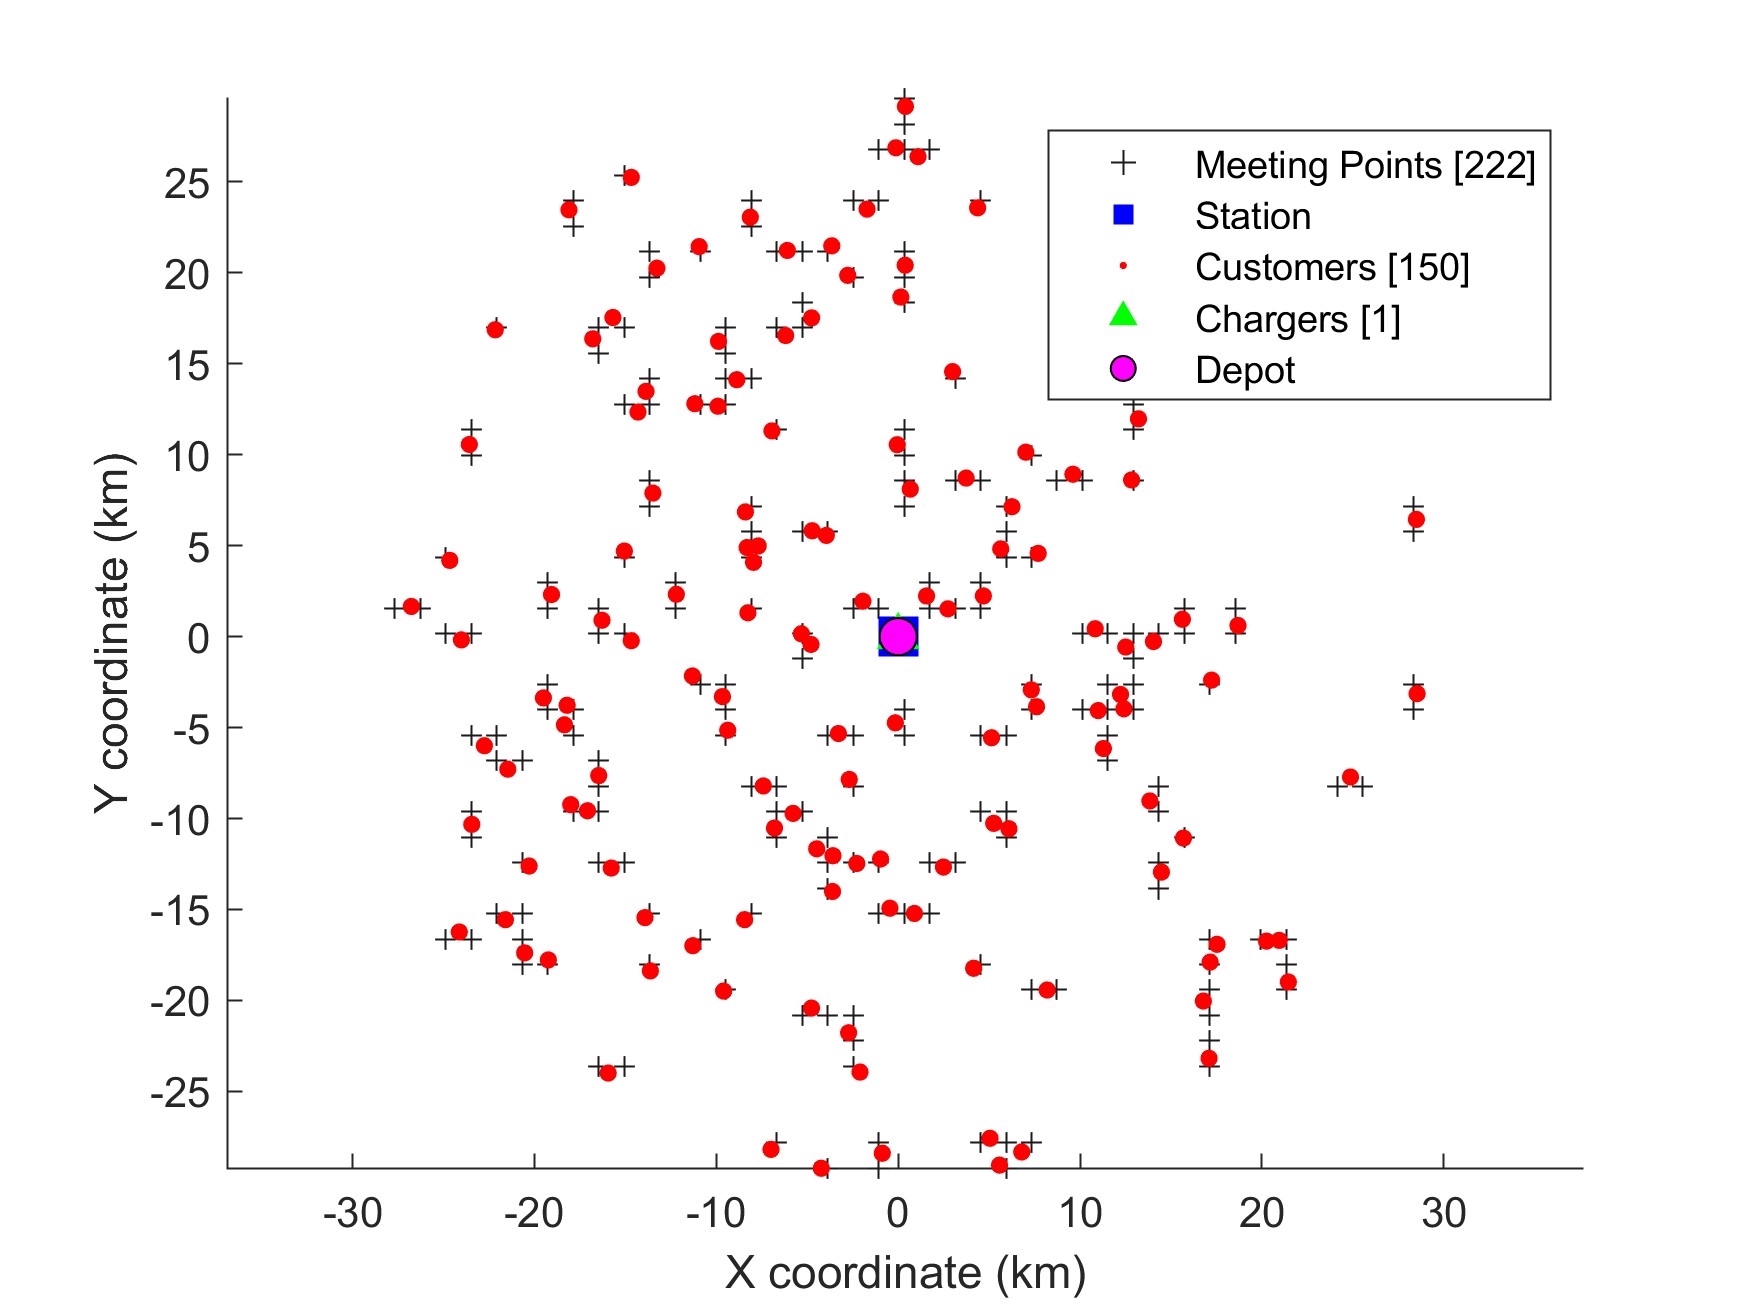 25
20
15
10
5
0
-5
-10
-15
-20
-25
Y coordinate (km)
-30
-20
-10
0
10
20
30
X coordinate (km)
Meeting Points [222]
Station
Customers [150]
Chargers [1]
Depot